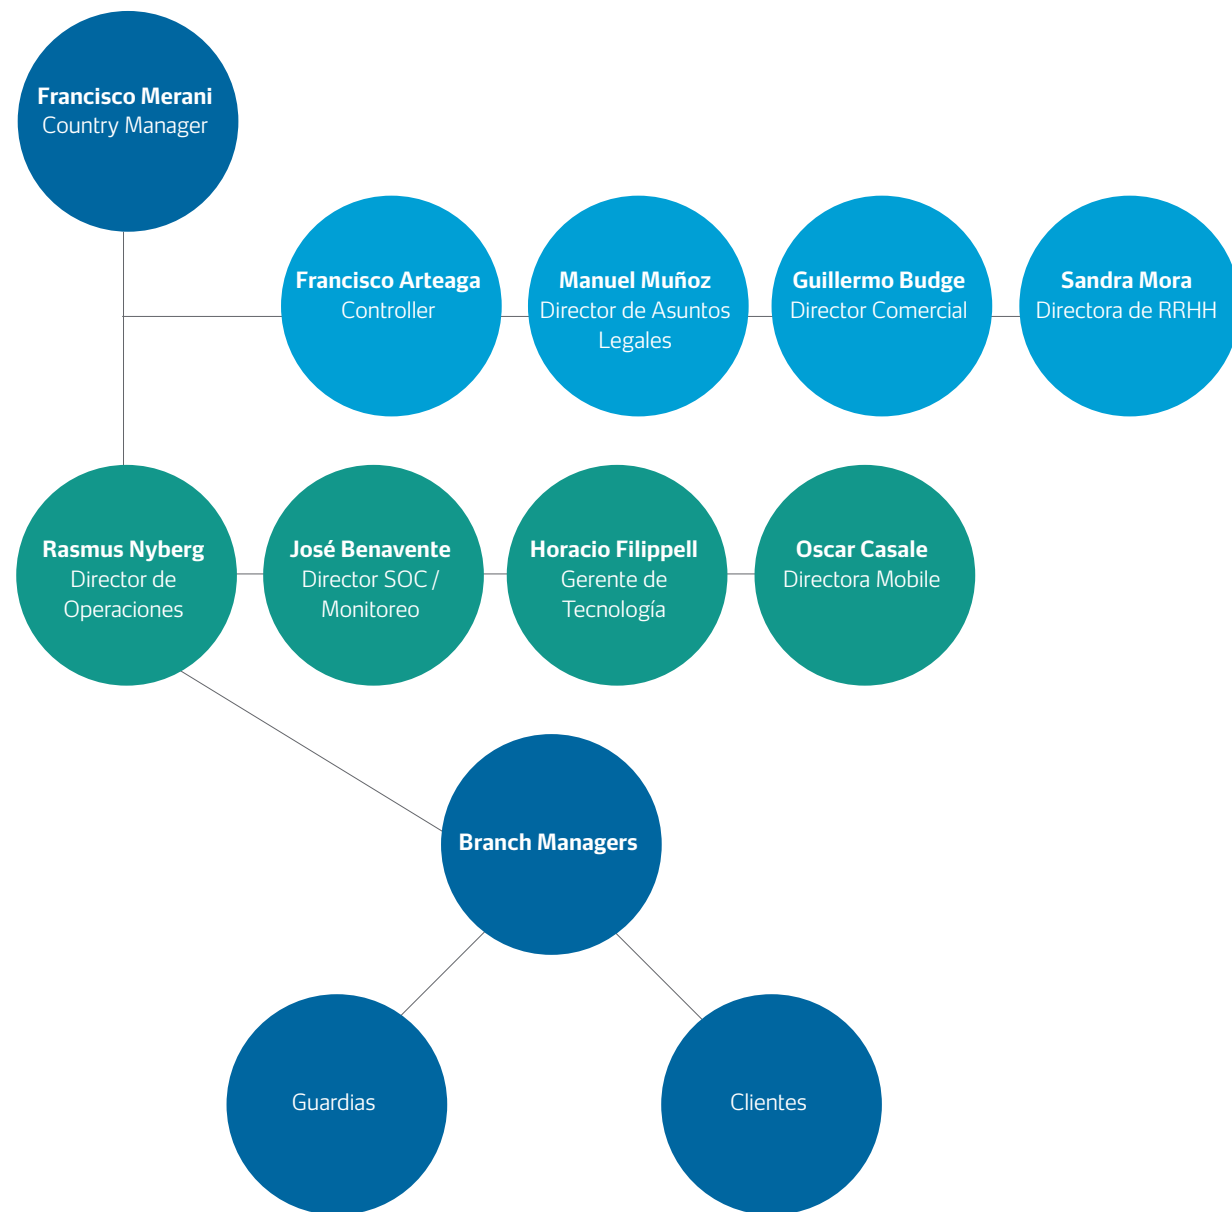 Francisco Merani
Country Manager
Francisco Arteaga
Controller
Manuel Muñoz
Director de Asuntos
Legales
Guillermo Budge
Director Comercial
Sandra Mora
Directora de RRHH
Rasmus Nyberg
Director de
Operaciones
José Benavente
Director SOC /
Monitoreo
Horacio Filippell
Gerente de
Tecnología
Oscar Casale
Directora Mobile
Branch Managers
Guardias
Clientes